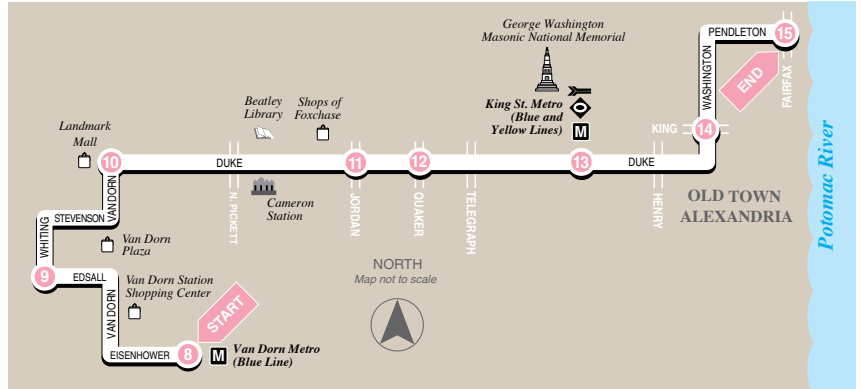 George Washington
Masonic National Memorial
PENDLETON
15
WASHINGTON
END
FAIRFAX
Beatley
Library
Shops of
Foxchase
King St. Metro
(Blue and
Yellow Lines)
M
KING
14
Landmark
Mall
10
DUKE
11
12
13
DUKE
Potomac River
VAN DORN
N. PICKETT
Cameron
Station
JORDAN
QUAKER
TELEGRAPH
HENRY
OLD TOWN
ALEXANDRIA
STEVENSON
WHITING
Van Dorn
Plaza
9
EDSALL
Van Dorn Station
Shopping Center
NORTH
Map not to scale
VAN DORN
START
EISENHOWER
8
M
Van Dorn Metro
(Blue Line)